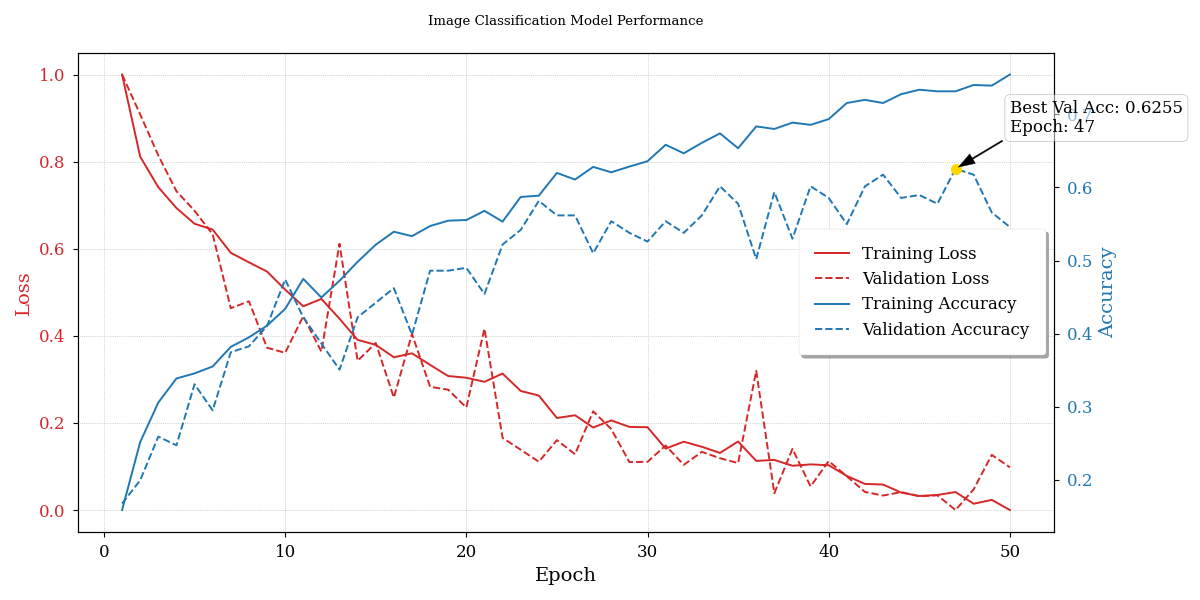 Image Classification Model Performance
1.0
0.8
0.6
0.4
0.2
0.0
Loss
0
10
20
30
40
50
Epoch
Best Val Acc: 0.6255
Epoch: 47
0.7
0.6
0.5
0.4
0.3
0.2
Accuracy
Training Loss
Validation Loss
Training Accuracy
Validation Accuracy